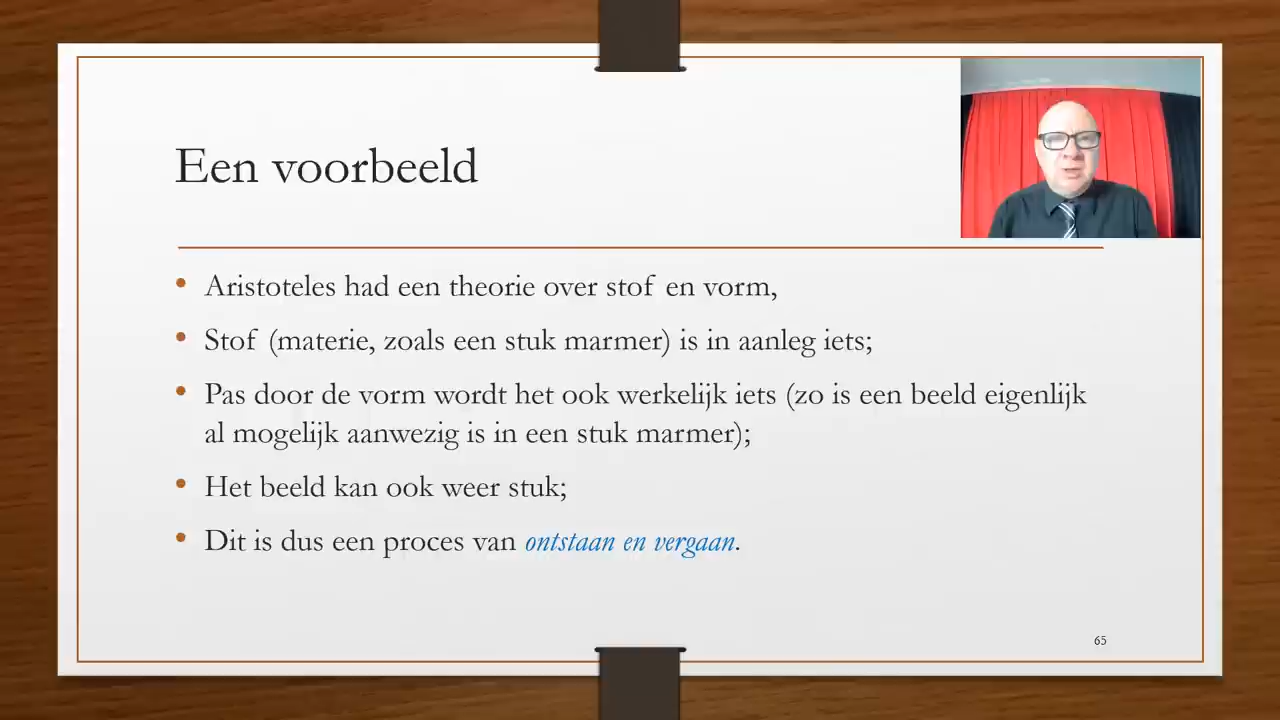 Een voorbeeld
• Aristoteles had een theorie over stof en vorm,
• Stof (materie, zoals een stuk marmer) is in aanleg iets;
• Pas door de vorm wordt het ook werkelijk iets (zo is een beeld eigenlijk
al mogelijk aanwezig is in een stuk marmer);
• Het beeld kan ook weer stuk;
• Dit is dus een proces van ontstaan en vergaan.
65